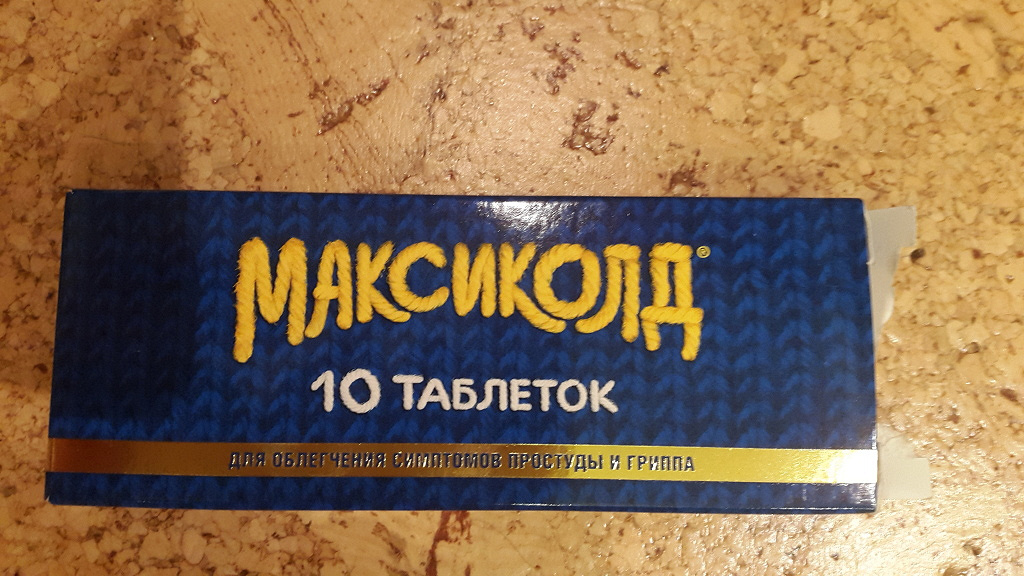 МАКСИКОЛД®
10 ТАБЛЕТОК
ДЛЯ ОБЛЕГЧЕНИЯ СИМПТОМОВ ПРОСТУДЫ И ГРИППА